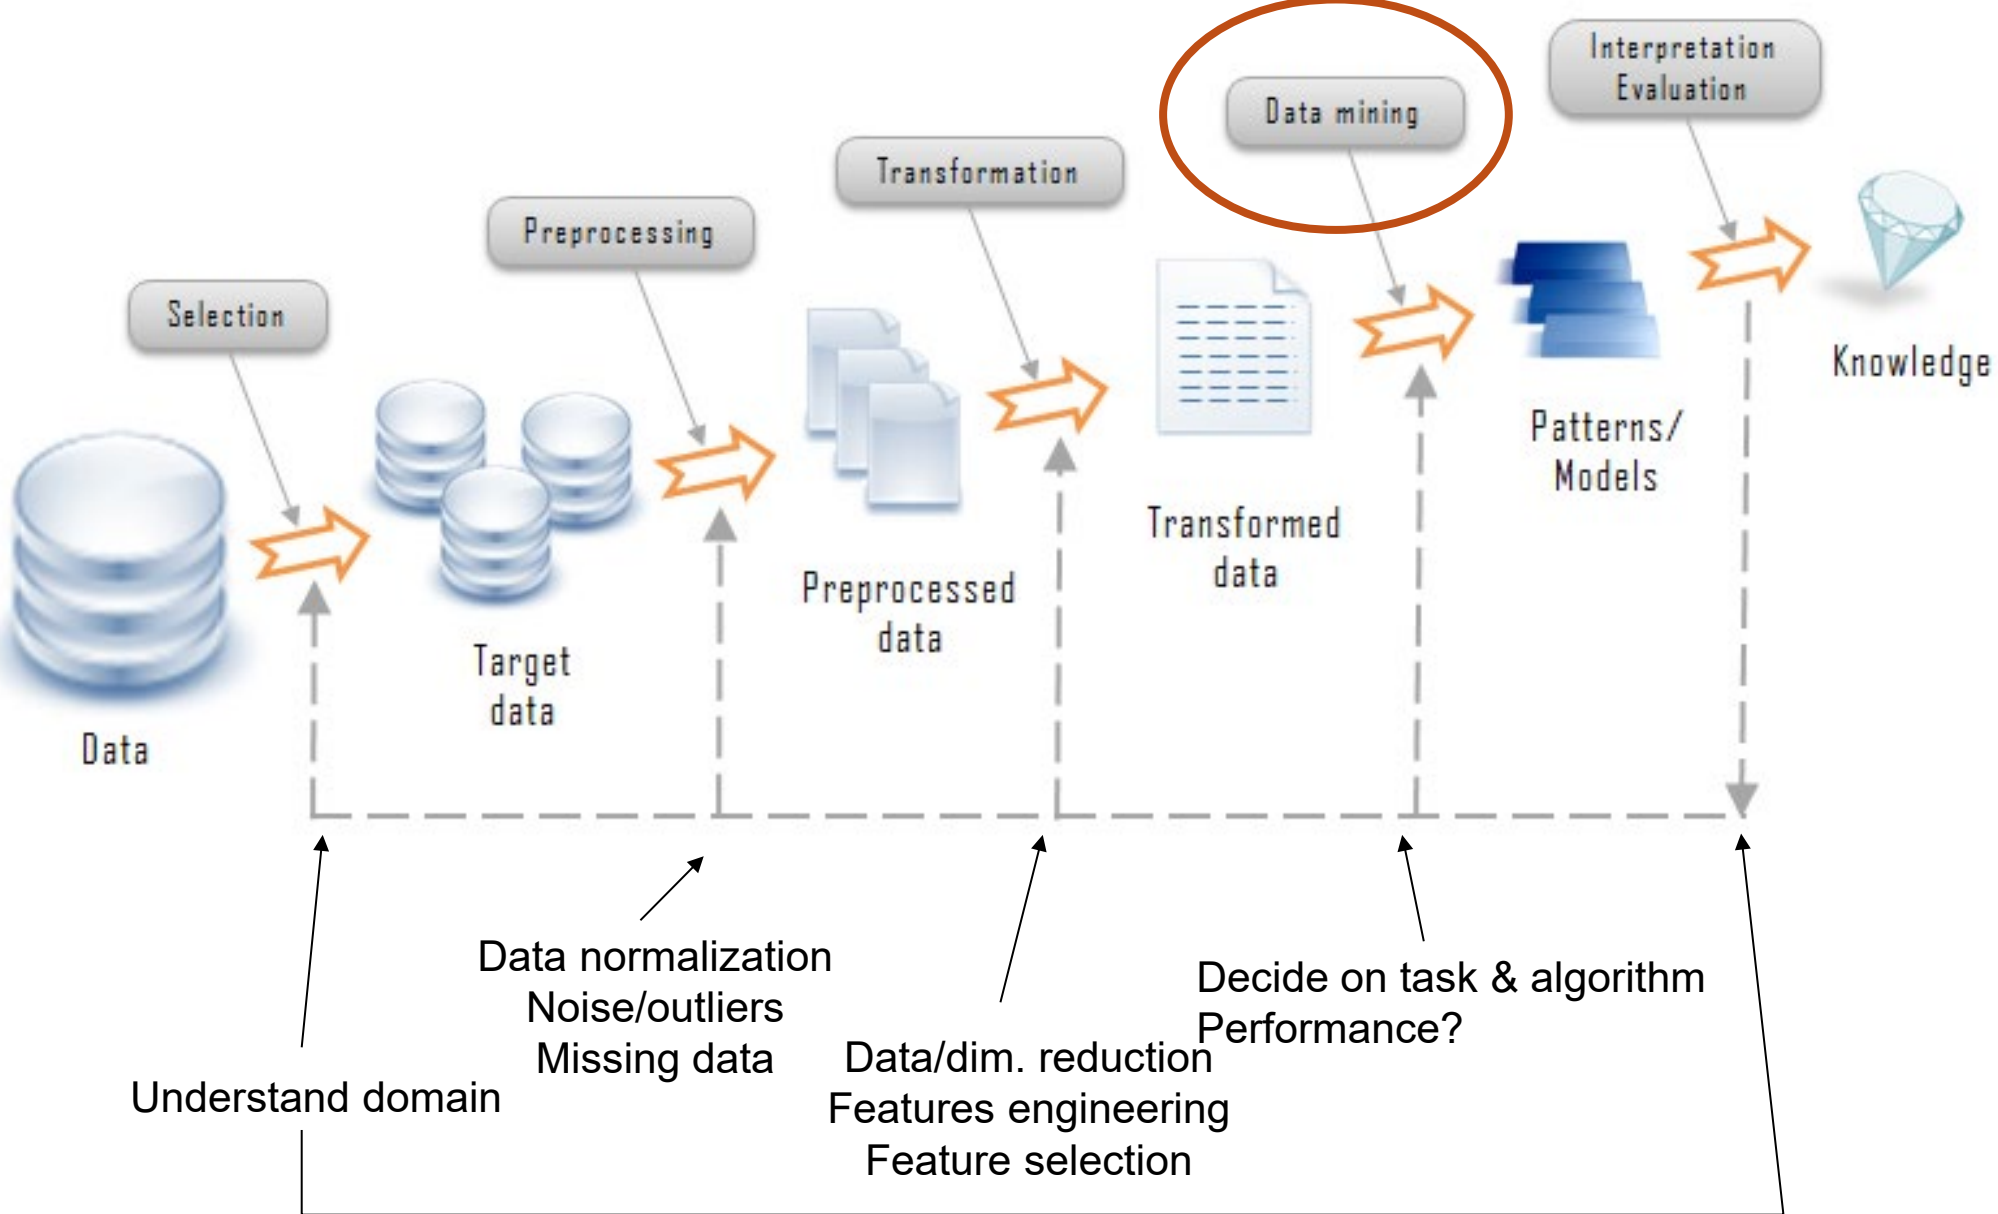 Data mining
Interpretation
Evaluation
Transformation
Preprocessing
Selection
Knowledge
Patterns/
Models
Transformed
data
Preprocessed
data
Target
data
Data
Data normalization
Noise/outliers
Missing data
Decide on task & algorithm
Performance?
Data/dim. reduction
Features engineering
Feature selection
Understand domain